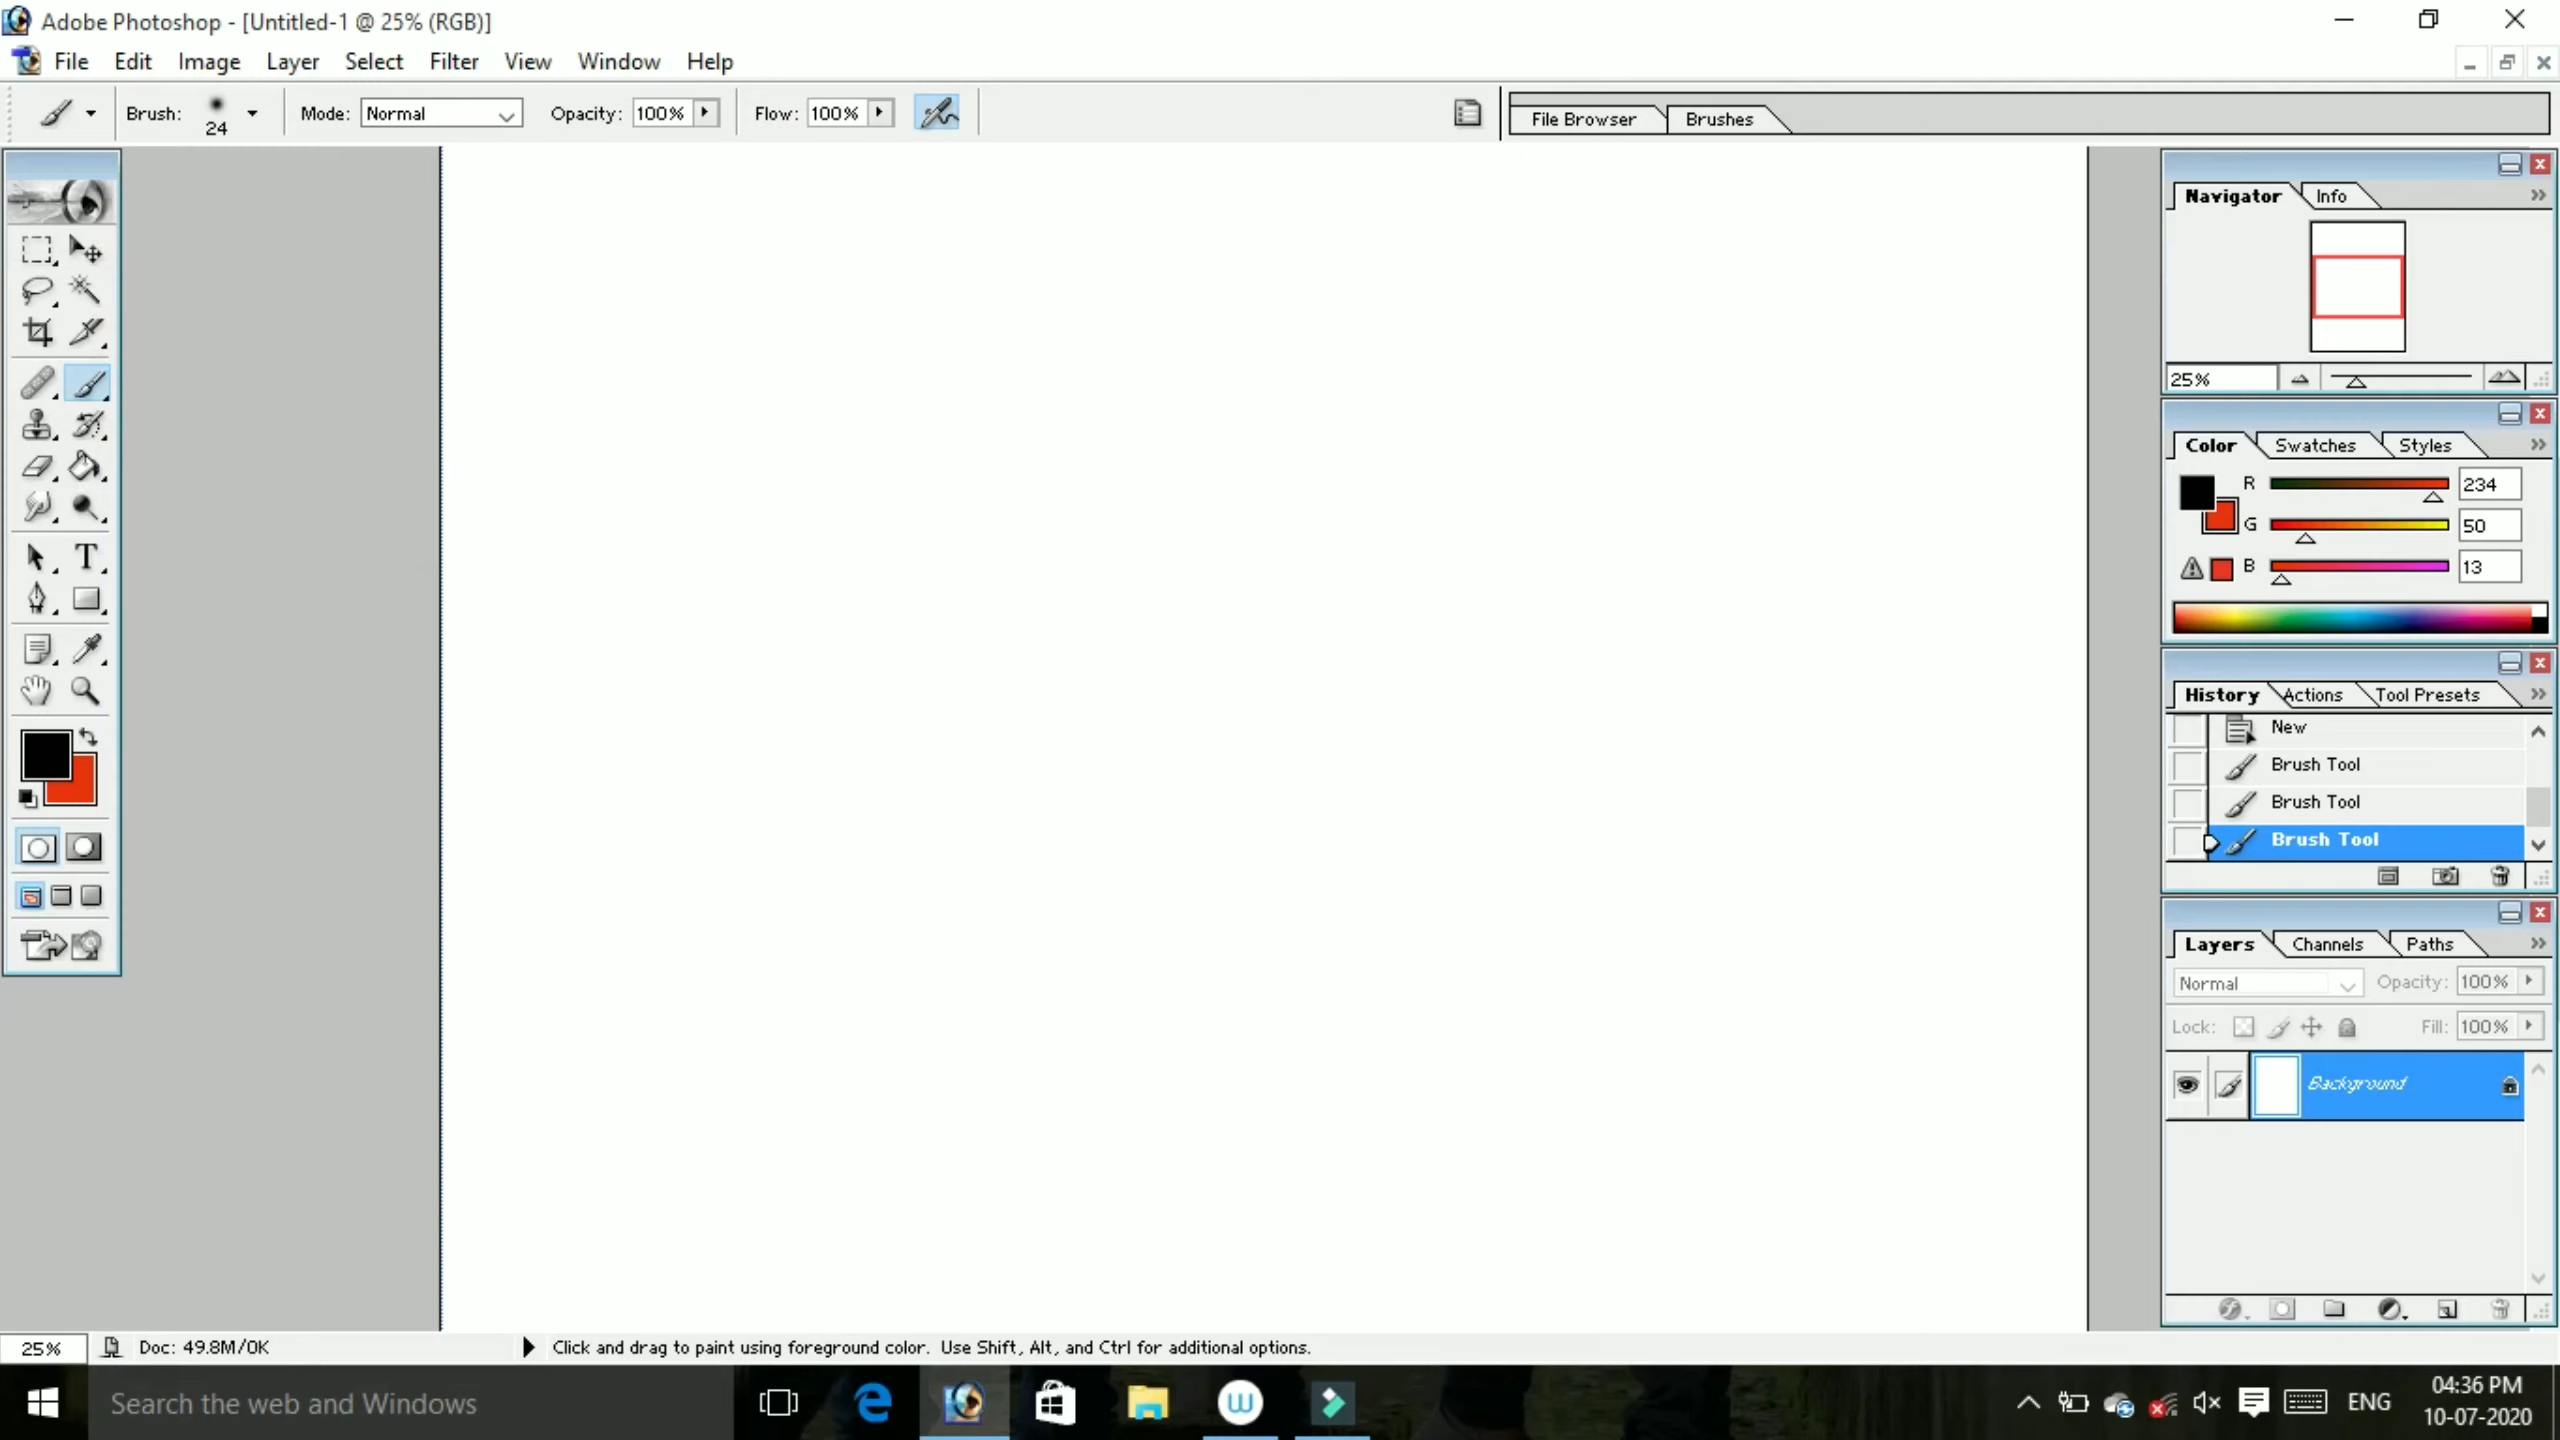 Adobe Photoshop - [Untitled-1 @ 25% (RGB)]
File Edit Image Layer Select Filter View Window Help
Brush: 24 Mode: Normal Opacity: 100% Flow: 100% File Browser Brushes
Navigator Info
25%
Color Swatches Styles
R 234
G 50
B 13
History Actions Tool Presets
New
Brush Tool
Brush Tool
Brush Tool
Layers Channels Paths
Normal Opacity: 100%
Lock: Fill: 100%
Background
25% Doc: 49.8M/0K Click and drag to paint using foreground color. Use Shift, Alt, and Ctrl for additional options.
Search the web and Windows
ENG
04:36 PM
10-07-2020